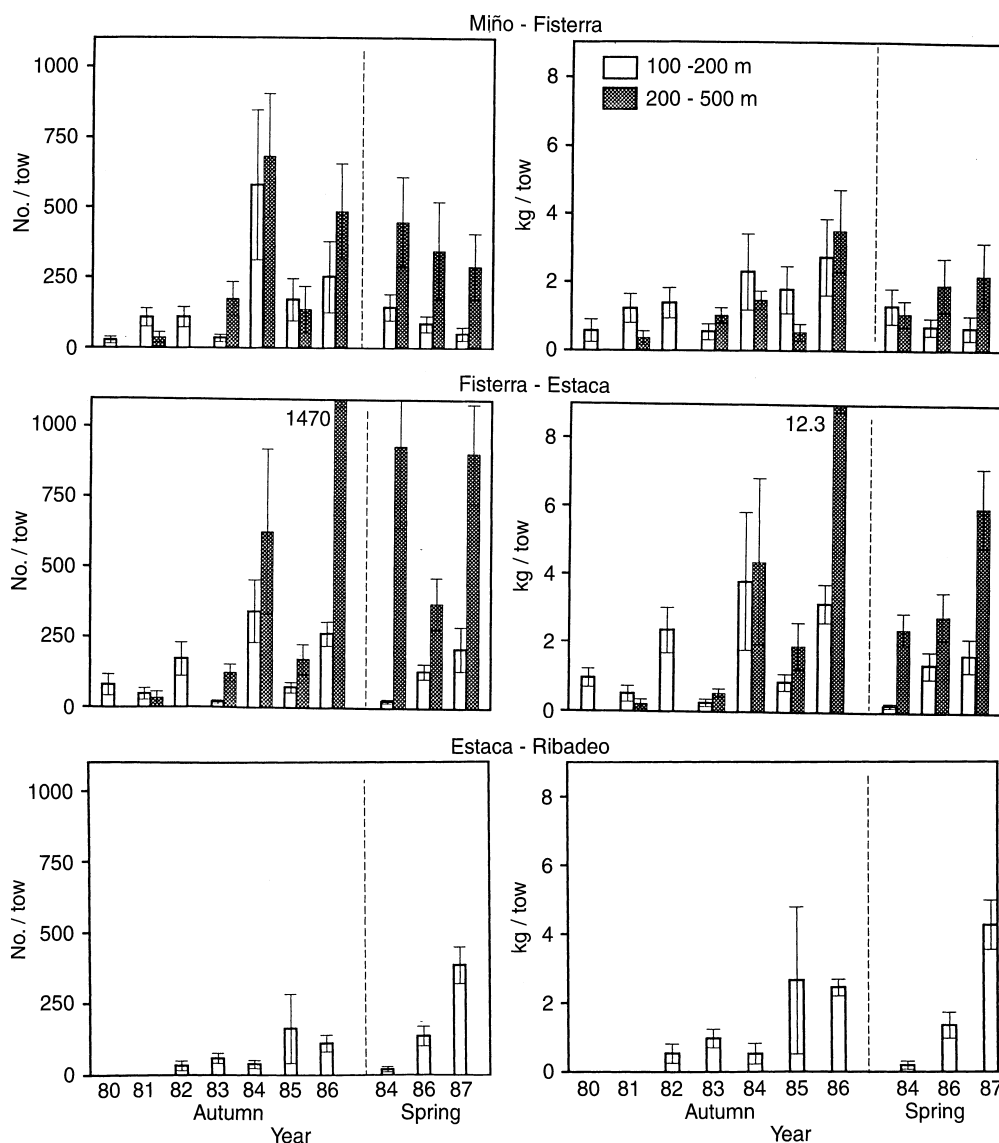 Miño - Fisterra
1000
750
500
250
0
No. / tow
8
6
4
2
0
kg / tow
100 -200 m
200 - 500 m
Fisterra - Estaca
1000
750
500
250
0
No. / tow
1470
8
6
4
2
0
kg / tow
12.3
Estaca - Ribadeo
1000
750
500
250
0
No. / tow
80 81 82 83 84 85 86 84 86 87
Autumn Spring
Year
8
6
4
2
0
kg / tow
80 81 82 83 84 85 86 84 86 87
Autumn Spring
Year